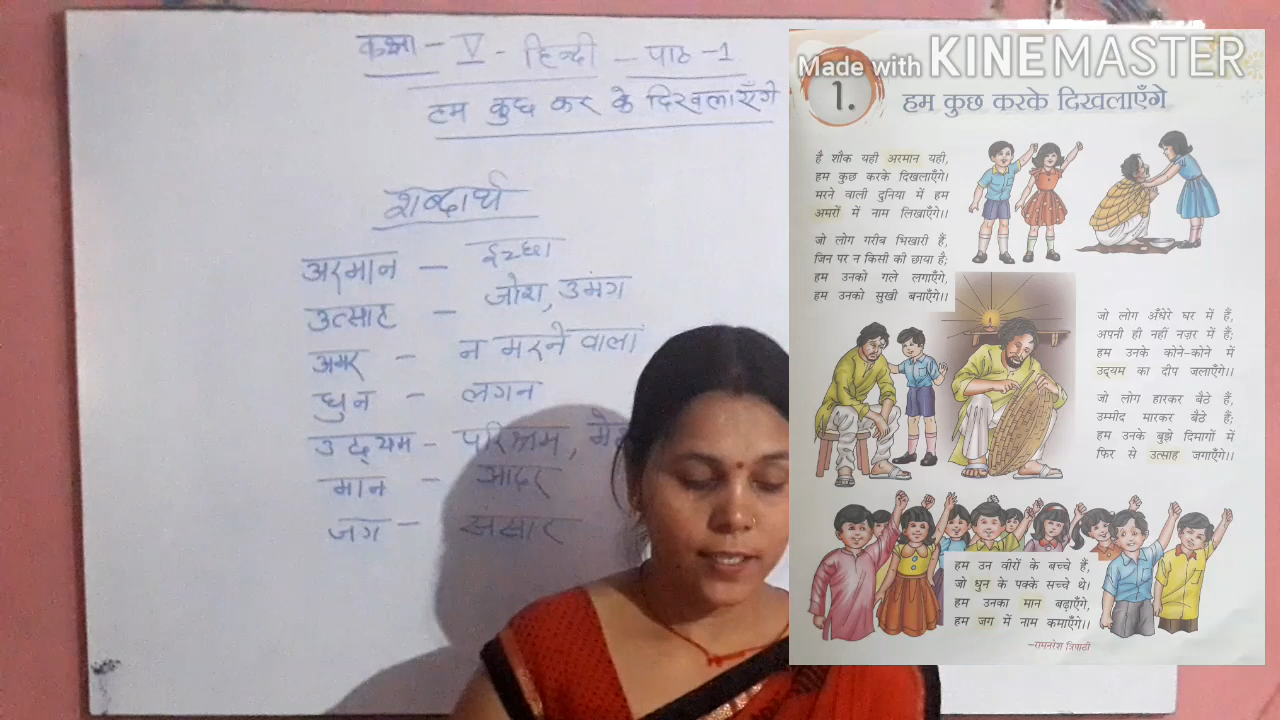 कक्षा - V - हिन्दी - पाठ -1
हम कुछ कर के दिखलाएँगे
शब्दार्थ
अरमान - इच्छा
उत्साह - जोश, उमंग
अमर - न मरने वाला
धुन - लगन
उद्यम - परिश्रम,
मान - आदर
जग - संसार
Made with KINEMASTER
1.
हम कुछ करके दिखलाएँगे
है शौक यही अरमान यही,
हम कुछ करके दिखलाएँगे।
मरने वाली दुनिया में हम
अमरों में नाम लिखाएँगे।।
जो लोग गरीब भिखारी हैं,
जिन पर न किसी की छाया है;
हम उनको गले लगाएँगे,
हम उनको सुखी बनाएँगे।।
जो लोग अँधेरे घर में हैं,
अपनी ही नहीं नज़र में हैं;
हम उनके कोने-कोने में
उद्यम का दीप जलाएँगे।।
जो लोग हारकर बैठे हैं,
उम्मीद मारकर बैठे हैं;
हम उनके बुझे दिमागों में
फिर से उत्साह जगाएँगे।।
हम उन वीरों के बच्चे हैं,
जो धुन के पक्के सच्चे थे।
हम उनका मान बढ़ाएँगे,
हम जग में नाम कमाएँगे।।
-रामनरेश त्रिपाठी